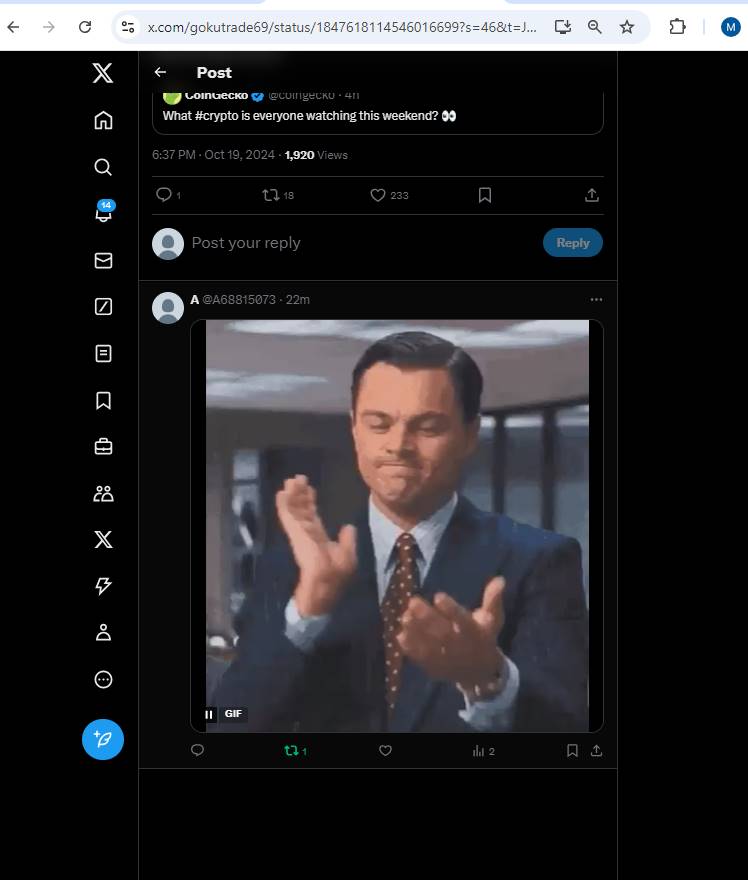 x.com/gokutrade69/status/1847618114546016699?s=46&t=J...
M
Post
CoinGecko @coingecko · 4h
What #crypto is everyone watching this weekend? 👀
6:37 PM · Oct 19, 2024 · 1,920 Views
1 18 233
14
Post your reply Reply
A @A68815073 · 22m
GIF
1 2